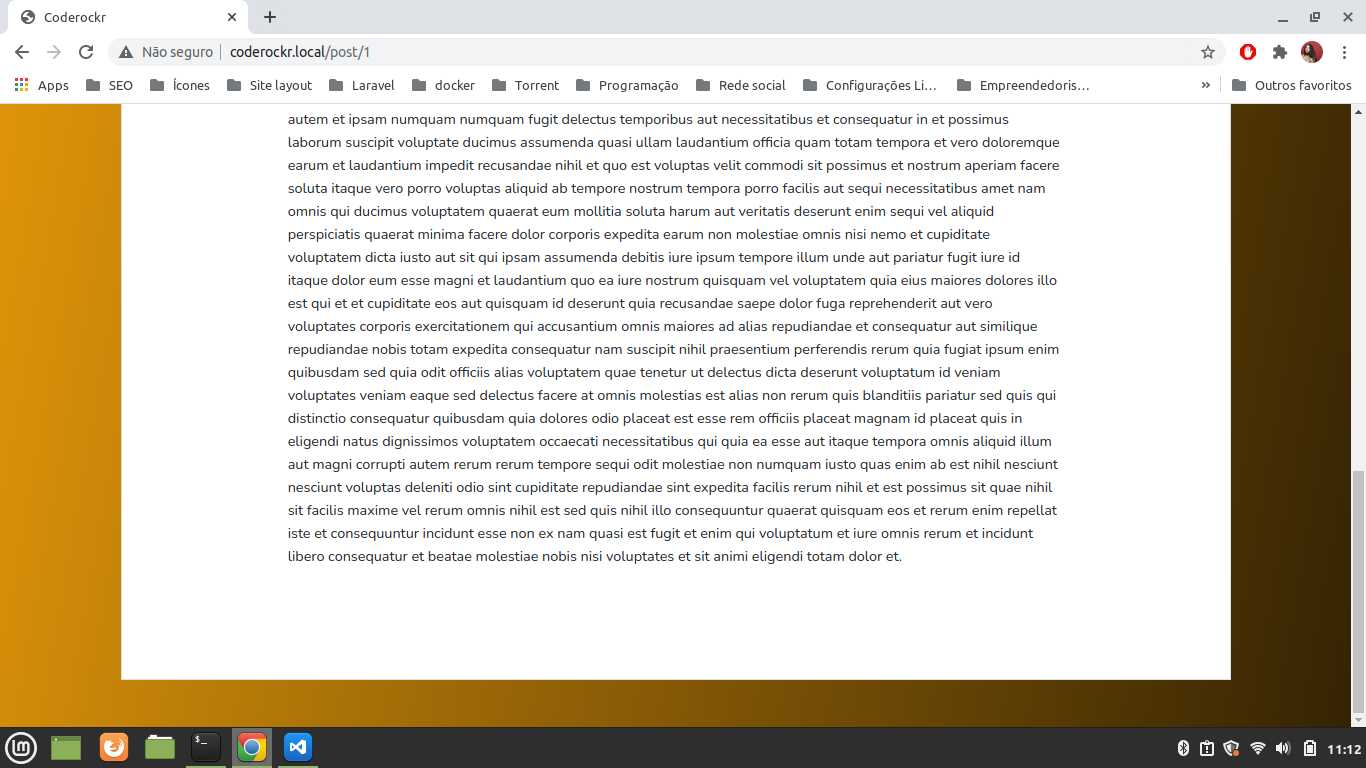 Coderockr
Não seguro
coderockr.local/post/1
Apps
SEO
Ícones
Site layout
Laravel
docker
Torrent
Programação
Rede social
Configurações Li...
Empreendedoris...
»
Outros favoritos
autem et ipsam numquam numquam fugit delectus temporibus aut necessitatibus et consequatur in et possimus
laborum suscipit voluptate ducimus assumenda quasi ullam laudantium officia quam totam tempora et vero doloremque
earum et laudantium impedit recusandae nihil et quo est voluptas velit commodi sit possimus et nostrum aperiam facere
soluta itaque vero porro voluptas aliquid ab tempore nostrum tempora porro facilis aut sequi necessitatibus amet nam
omnis qui ducimus voluptatem quaerat eum mollitia soluta harum aut veritatis deserunt enim sequi vel aliquid
perspiciatis quaerat minima facere dolor corporis expedita earum non molestiae omnis nisi nemo et cupiditate
voluptatem dicta iusto aut sit qui ipsam assumenda debitis iure ipsum tempore illum unde aut pariatur fugit iure id
itaque dolor eum esse magni et laudantium quo ea iure nostrum quisquam vel voluptatem quia eius maiores dolores illo
est qui et et cupiditate eos aut quisquam id deserunt quia recusandae saepe dolor fuga reprehenderit aut vero
voluptates corporis exercitationem qui accusantium omnis maiores ad alias repudiandae et consequatur aut similique
repudiandae nobis totam expedita consequatur nam suscipit nihil praesentium perferendis rerum quia fugiat ipsum enim
quibusdam sed quia odit officiis alias voluptatem quae tenetur ut delectus dicta deserunt voluptatum id veniam
voluptates veniam eaque sed delectus facere at omnis molestias est alias non rerum quis blanditiis pariatur sed quis qui
distinctio consequatur quibusdam quia dolores odio placeat est esse rem officiis placeat magnam id placeat quis in
eligendi natus dignissimos voluptatem occaecati necessitatibus qui quia ea esse aut itaque tempora omnis aliquid illum
aut magni corrupti autem rerum rerum tempore sequi odit molestiae non numquam iusto quas enim ab est nihil nesciunt
nesciunt voluptas deleniti odio sint cupiditate repudiandae sint expedita facilis rerum nihil et est possimus sit quae nihil
sit facilis maxime vel rerum omnis nihil est sed quis nihil illo consequuntur quaerat quisquam eos et rerum enim repellat
iste et consequuntur incidunt esse non ex nam quasi est fugit et enim qui voluptatum et iure omnis rerum et incidunt
libero consequatur et beatae molestiae nobis nisi voluptates et sit animi eligendi totam dolor et.
11:12